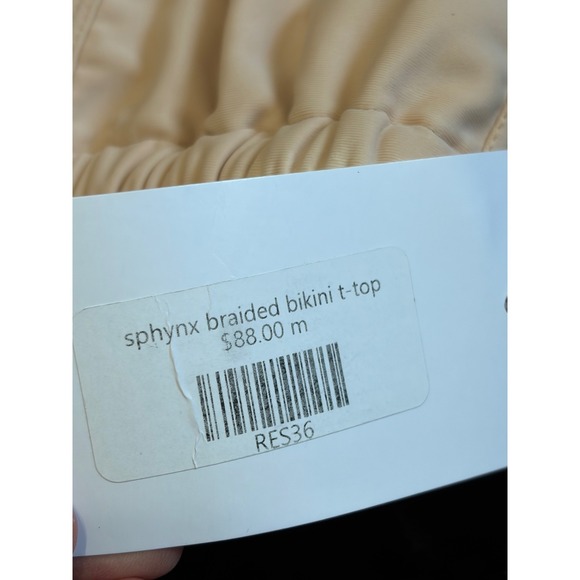 sphynx braided bikini t-top
$88.00 m
RES36